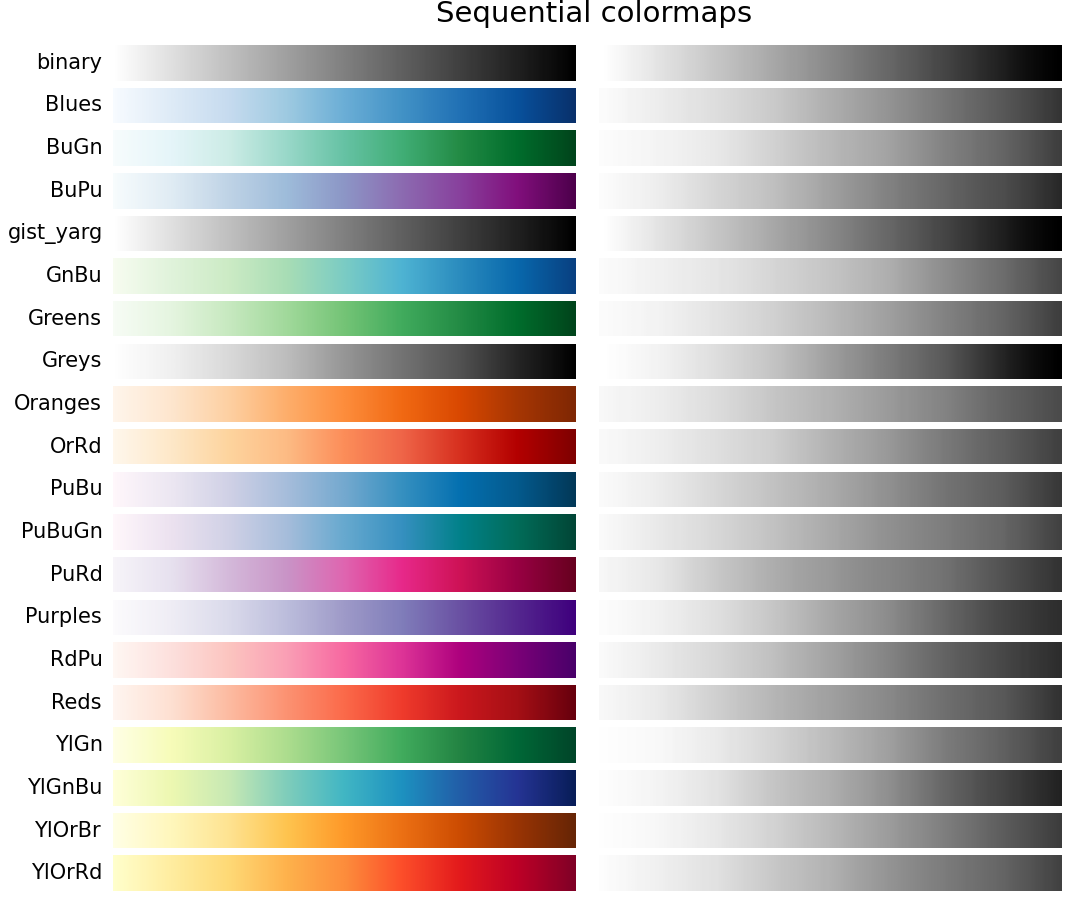 Sequential colormaps
binary
Blues
BuGn
BuPu
gist_yarg
GnBu
Greens
Greys
Oranges
OrRd
PuBu
PuBuGn
PuRd
Purples
RdPu
Reds
YlGn
YlGnBu
YlOrBr
YlOrRd